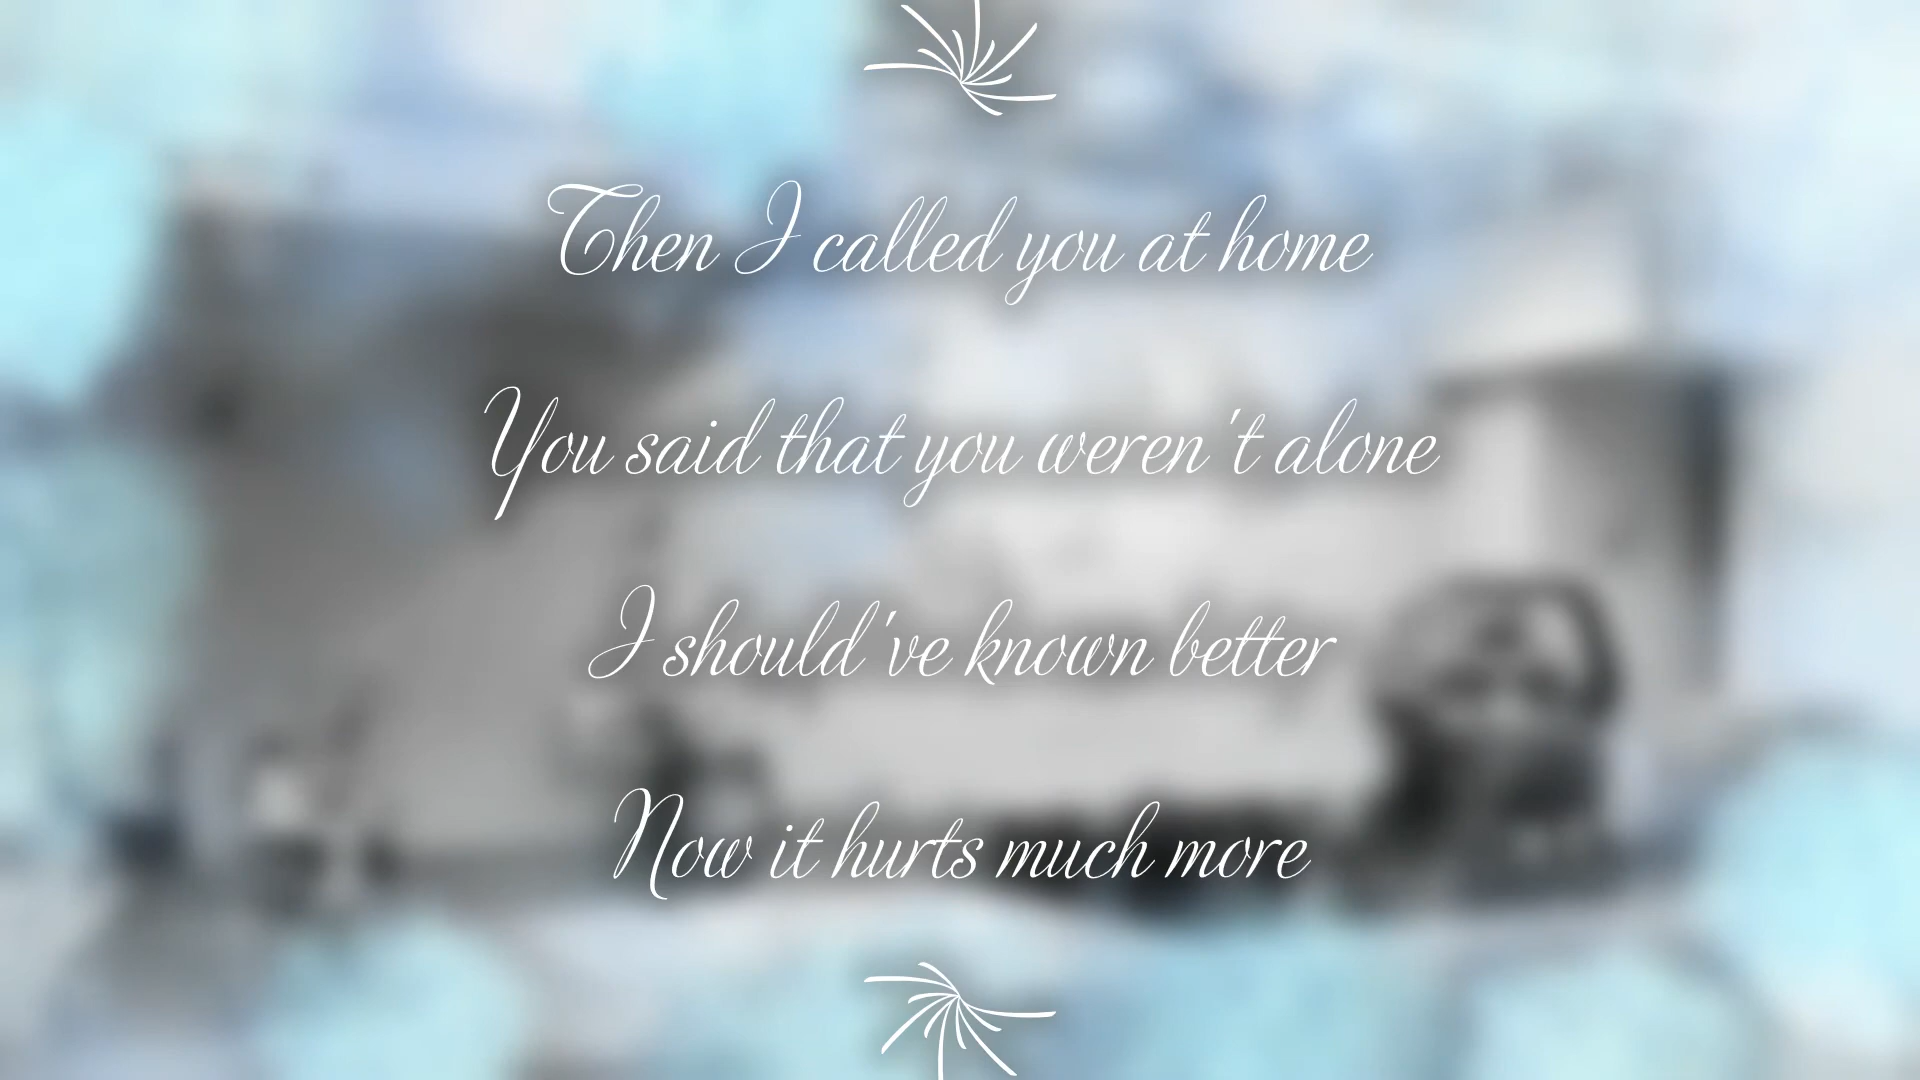 Then I called you at home
You said that you weren't alone
I should've known better
Now it hurts much more